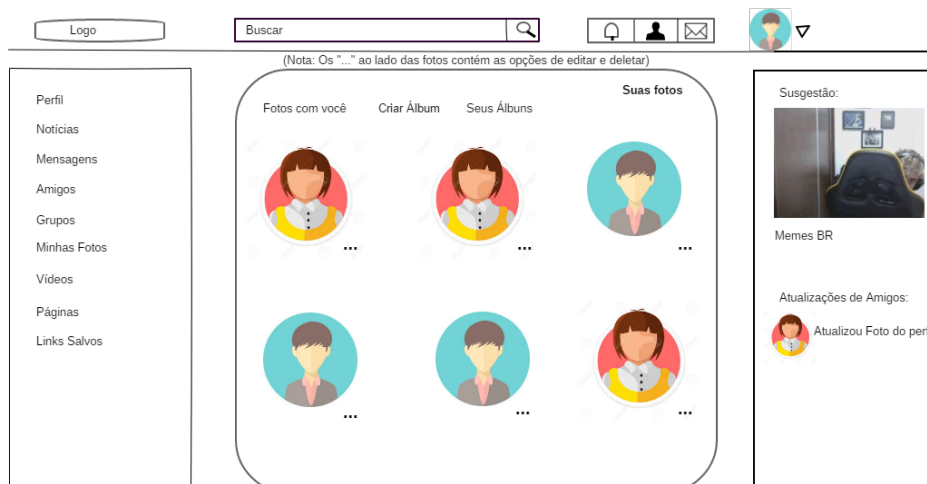 Logo
Buscar
(Nota: Os "..." ao lado das fotos contém as opções de editar e deletar)
Perfil
Notícias
Mensagens
Amigos
Grupos
Minhas Fotos
Vídeos
Páginas
Links Salvos
Suas fotos
Fotos com você Criar Álbum Seus Álbuns
...
...
...
...
...
...
Susgestão:
Memes BR
Atualizações de Amigos:
Atualizou Foto do perf